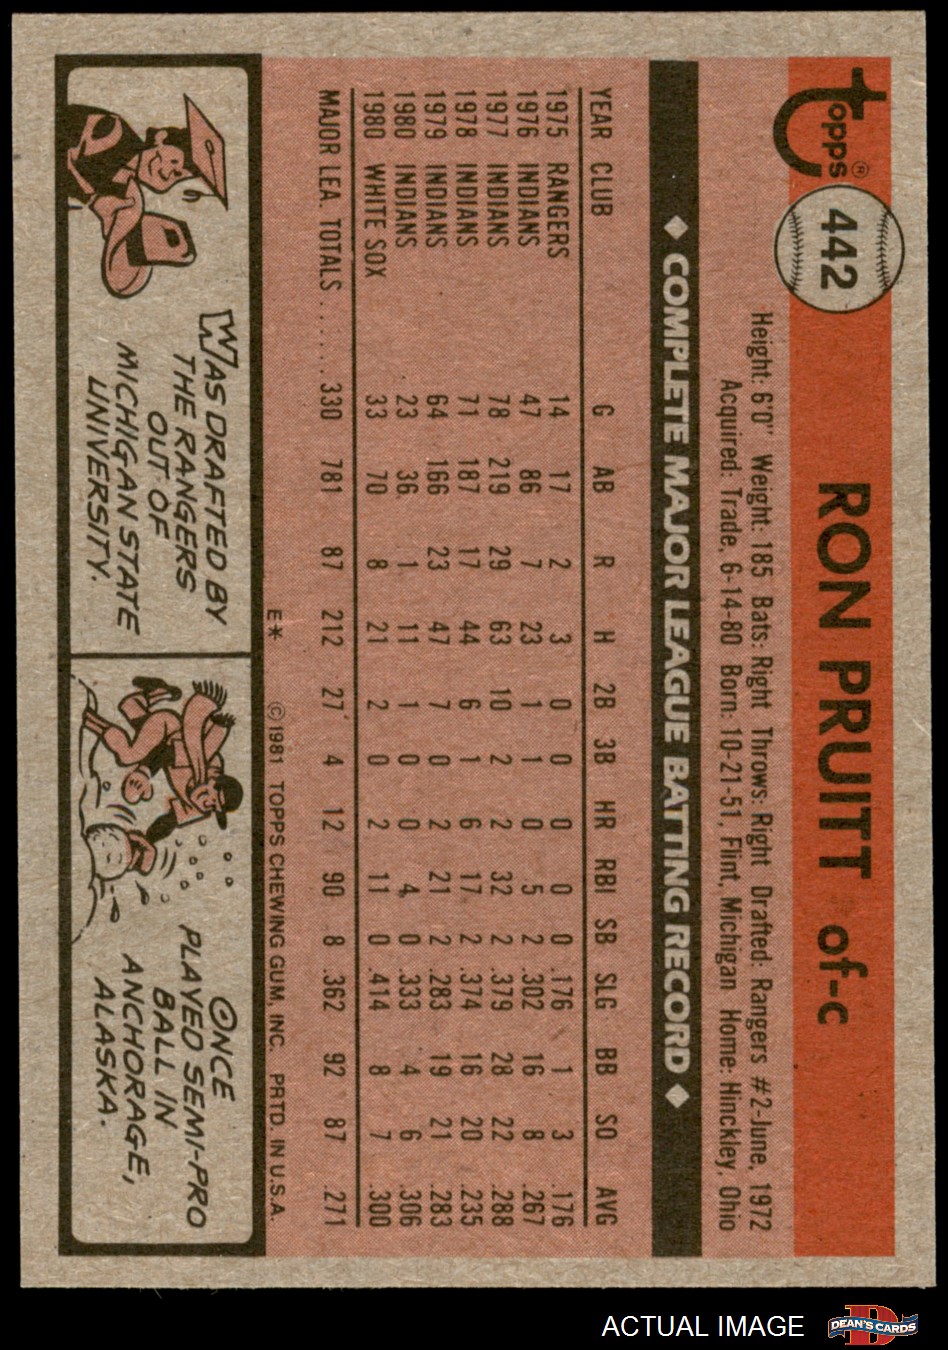 Topps®
442
RON PRUITT of-c
Height: 6'0" Weight: 185 Bats: Right Throws: Right Drafted: Rangers #2-June, 1972
Acquired: Trade, 6-14-80 Born: 10-21-51, Flint, Michigan Home: Hinckley, Ohio
◆ COMPLETE MAJOR LEAGUE BATTING RECORD ◆
YEAR CLUB G AB R H 2B 3B HR RBI SB SLG BB SO AVG
1975 RANGERS 14 17 2 3 0 0 0 0 0 .176 1 3 .176
1976 INDIANS 47 86 7 23 1 1 0 5 2 .302 16 8 .267
1977 INDIANS 78 219 29 63 10 2 2 32 2 .379 28 22 .288
1978 INDIANS 71 187 17 44 6 1 6 17 2 .374 16 20 .235
1979 INDIANS 64 166 23 47 7 0 2 21 2 .283 19 21 .283
1980 INDIANS 23 36 1 11 1 0 0 4 0 .333 4 6 .306
1980 WHITE SOX 33 70 8 21 2 0 2 11 0 .414 8 7 .300
MAJOR LEA. TOTALS ...... 330 781 87 212 27 4 12 90 8 .362 92 87 .271
E* ©1981 TOPPS CHEWING GUM, INC. PRTD. IN U.S.A.
WAS DRAFTED BY
THE RANGERS
OUT OF
MICHIGAN STATE
UNIVERSITY.
ONCE
PLAYED SEMI-PRO
BALL IN
ANCHORAGE,
ALASKA.
ACTUAL IMAGE
D
DEAN'S CARDS